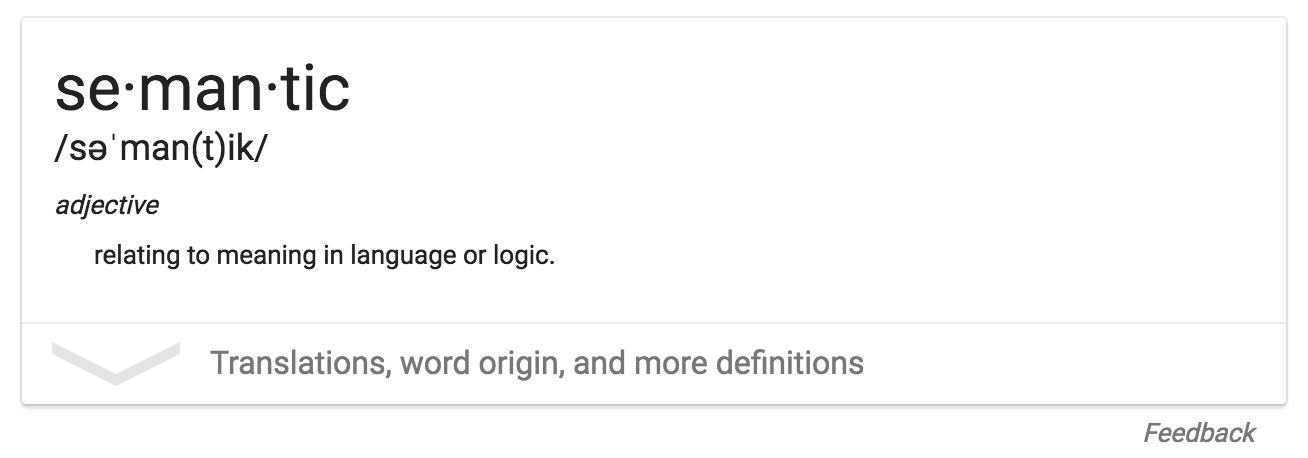 se·man·tic
/səˈman(t)ik/
adjective
relating to meaning in language or logic.
Translations, word origin, and more definitions
Feedback